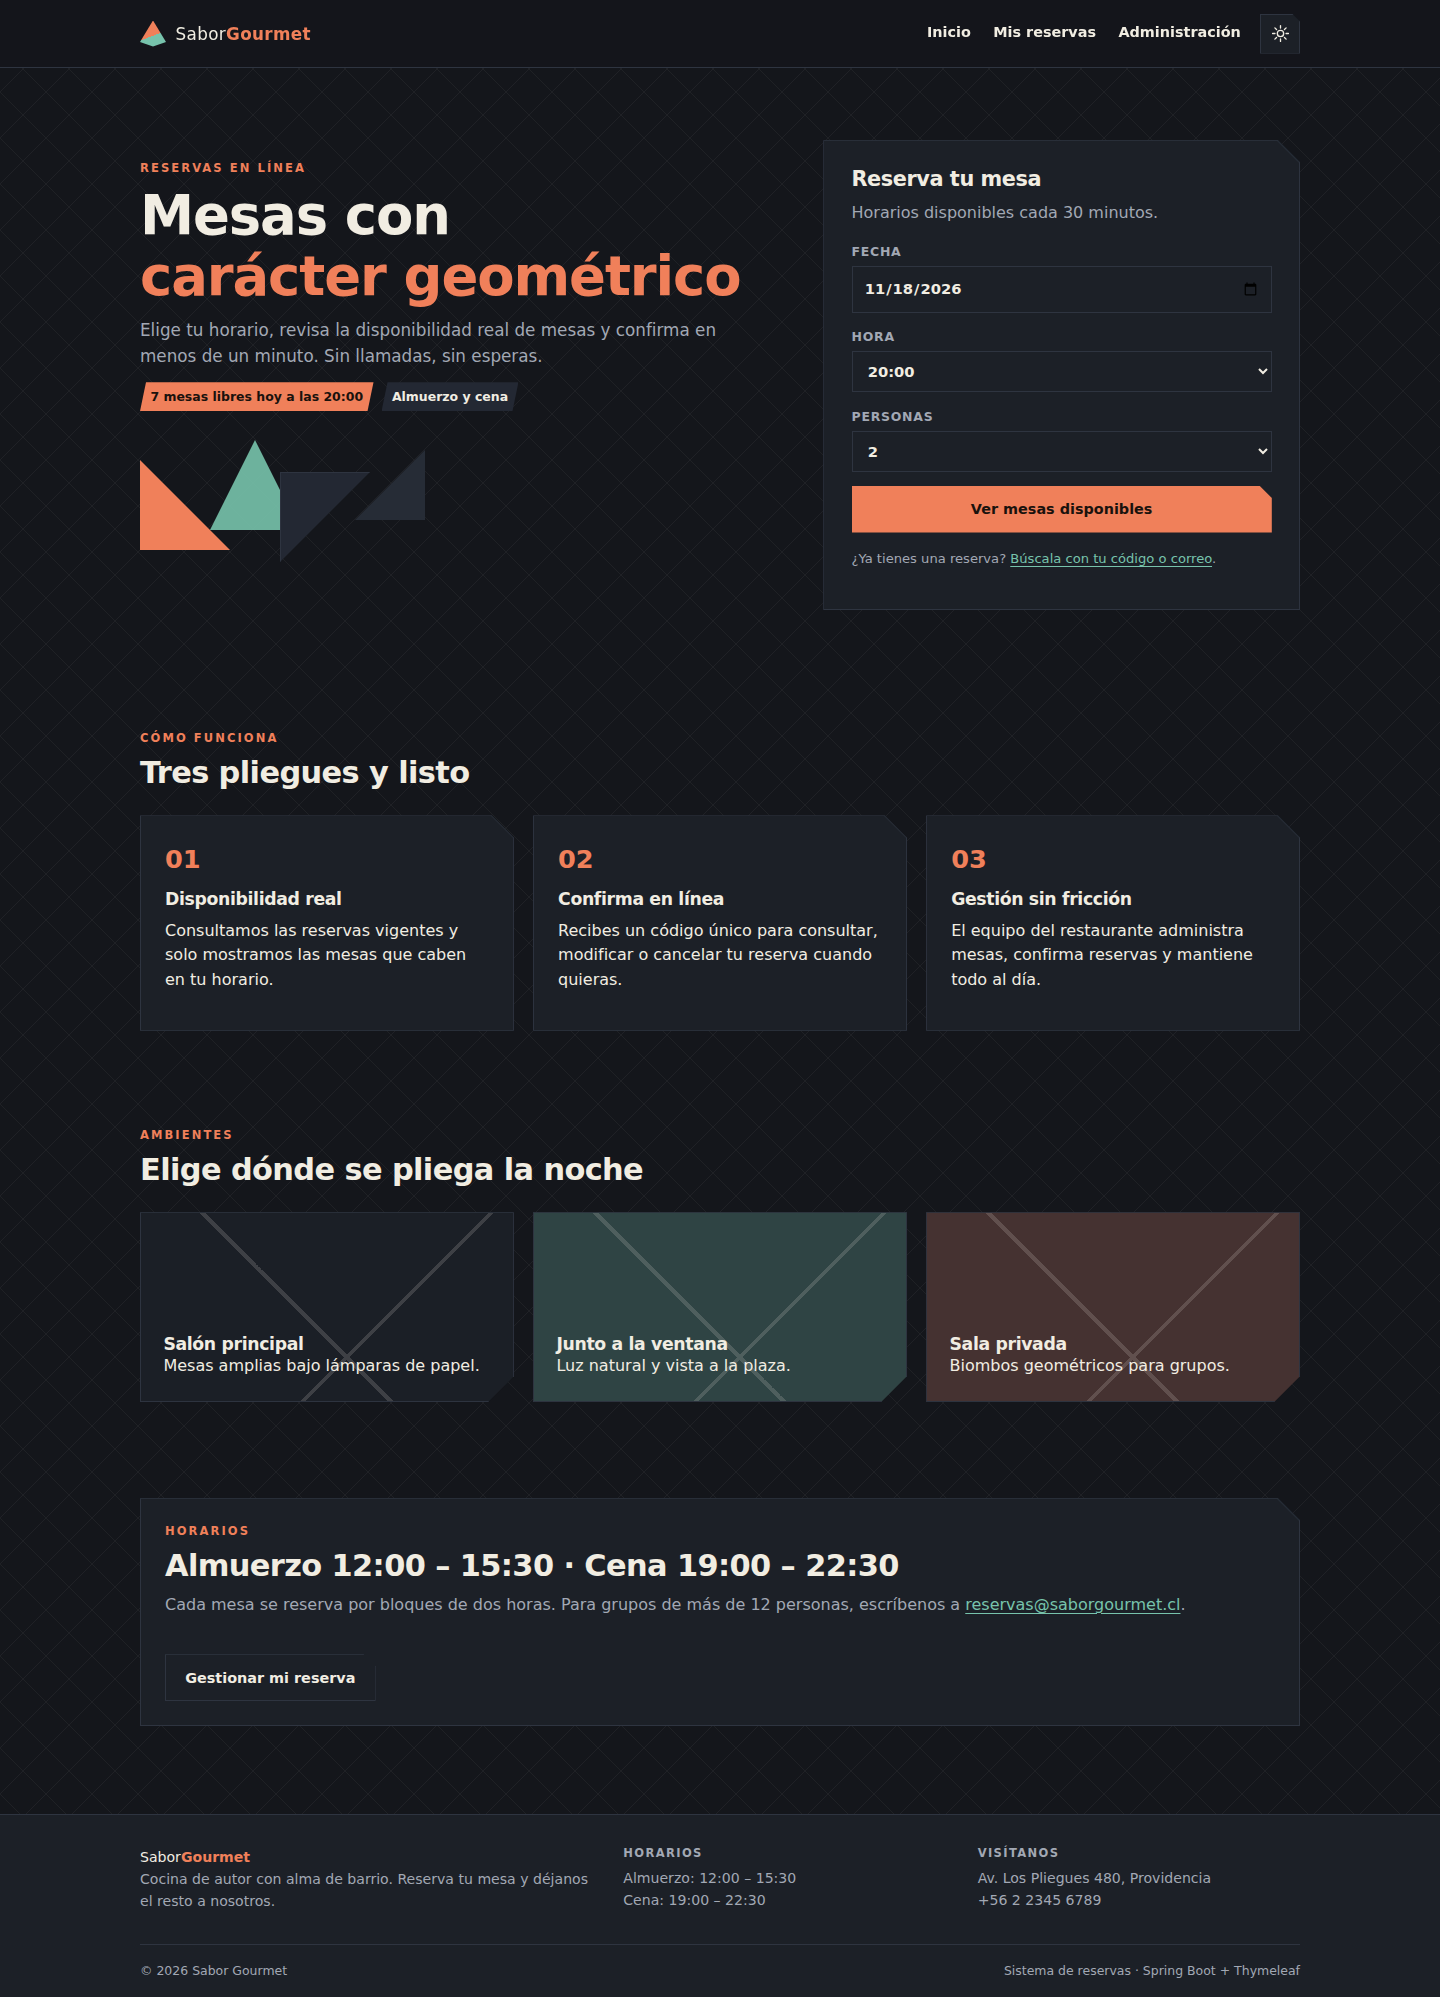 SaborGourmet
Inicio Mis reservas Administración
RESERVAS EN LÍNEA
Mesas con
carácter geométrico
Elige tu horario, revisa la disponibilidad real de mesas y confirma en
menos de un minuto. Sin llamadas, sin esperas.
7 mesas libres hoy a las 20:00
Almuerzo y cena
Reserva tu mesa
Horarios disponibles cada 30 minutos.
FECHA
11/18/2026
HORA
20:00
PERSONAS
2
Ver mesas disponibles
¿Ya tienes una reserva? Búscala con tu código o correo.
CÓMO FUNCIONA
Tres pliegues y listo
01
Disponibilidad real
Consultamos las reservas vigentes y
solo mostramos las mesas que caben
en tu horario.
02
Confirma en línea
Recibes un código único para consultar,
modificar o cancelar tu reserva cuando
quieras.
03
Gestión sin fricción
El equipo del restaurante administra
mesas, confirma reservas y mantiene
todo al día.
AMBIENTES
Elige dónde se pliega la noche
Salón principal
Mesas amplias bajo lámparas de papel.
Junto a la ventana
Luz natural y vista a la plaza.
Sala privada
Biombos geométricos para grupos.
HORARIOS
Almuerzo 12:00 – 15:30 · Cena 19:00 – 22:30
Cada mesa se reserva por bloques de dos horas. Para grupos de más de 12 personas, escríbenos a reservas@saborgourmet.cl.
Gestionar mi reserva
SaborGourmet
Cocina de autor con alma de barrio. Reserva tu mesa y déjanos
el resto a nosotros.
HORARIOS
Almuerzo: 12:00 – 15:30
Cena: 19:00 – 22:30
VISÍTANOS
Av. Los Pliegues 480, Providencia
+56 2 2345 6789
© 2026 Sabor Gourmet
Sistema de reservas · Spring Boot + Thymeleaf